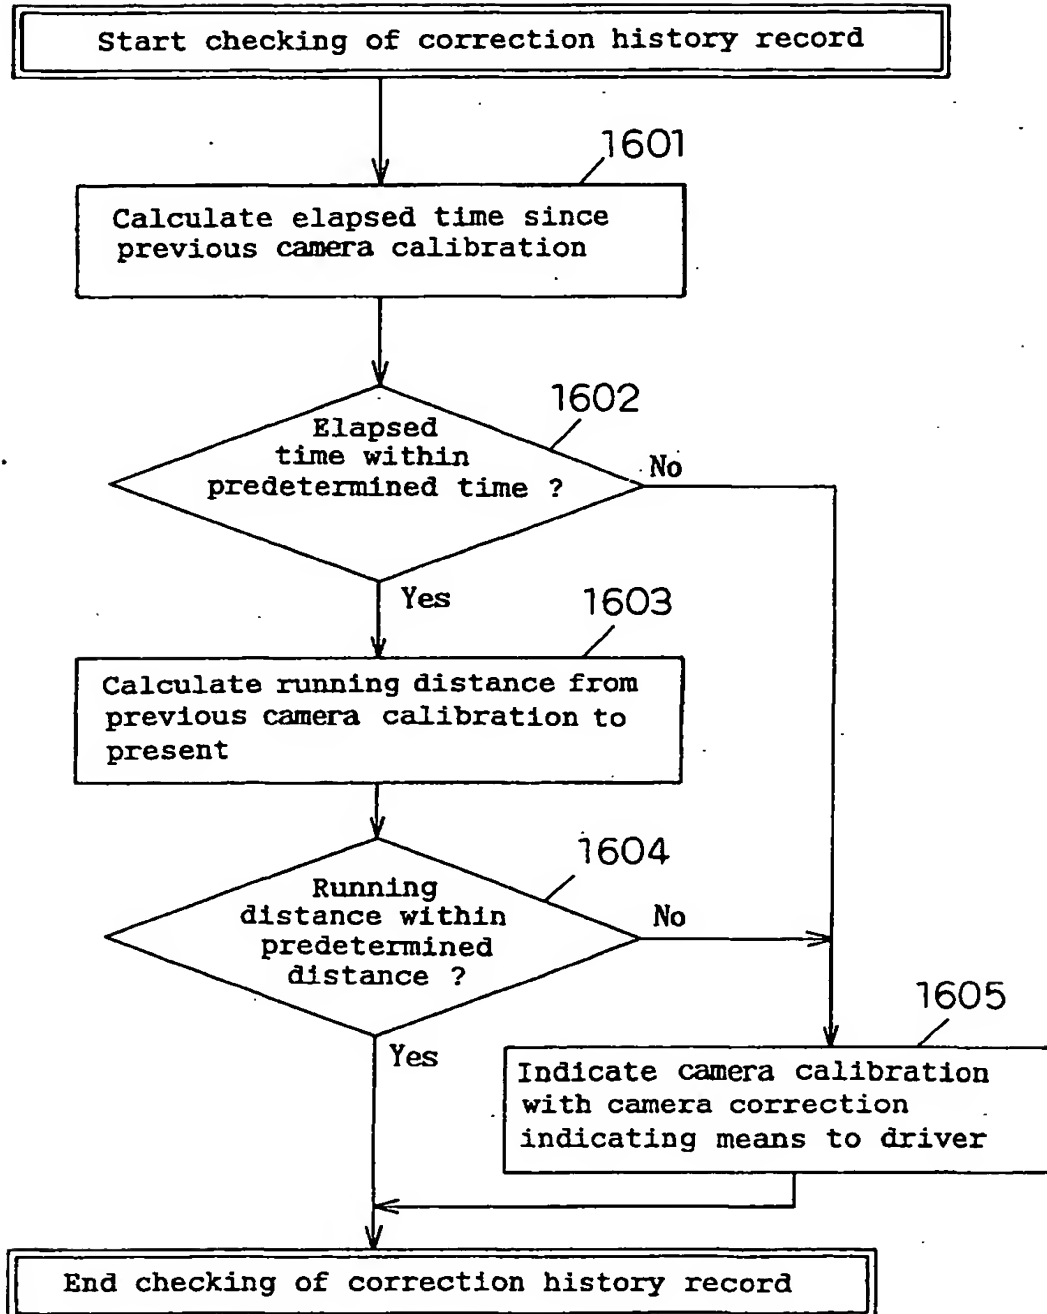 Start checking of correction history record
1601
Calculate elapsed time since
previous camera calibration
1602
Elapsed
time within
predetermined time ?
No
Yes
1603
Calculate running distance from
previous camera calibration to
present
1604
Running
distance within
predetermined
distance ?
No
Yes
1605
Indicate camera calibration
with camera correction
indicating means to driver
End checking of correction history record